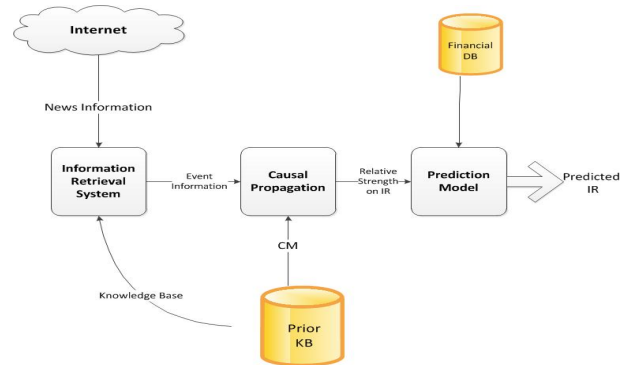 Internet
Financial
DB
News Information
Information
Retrieval
System
Event
Information
Causal
Propagation
Relative
Strength
on IR
Prediction
Model
Predicted
IR
CM
Knowledge Base
Prior
KB